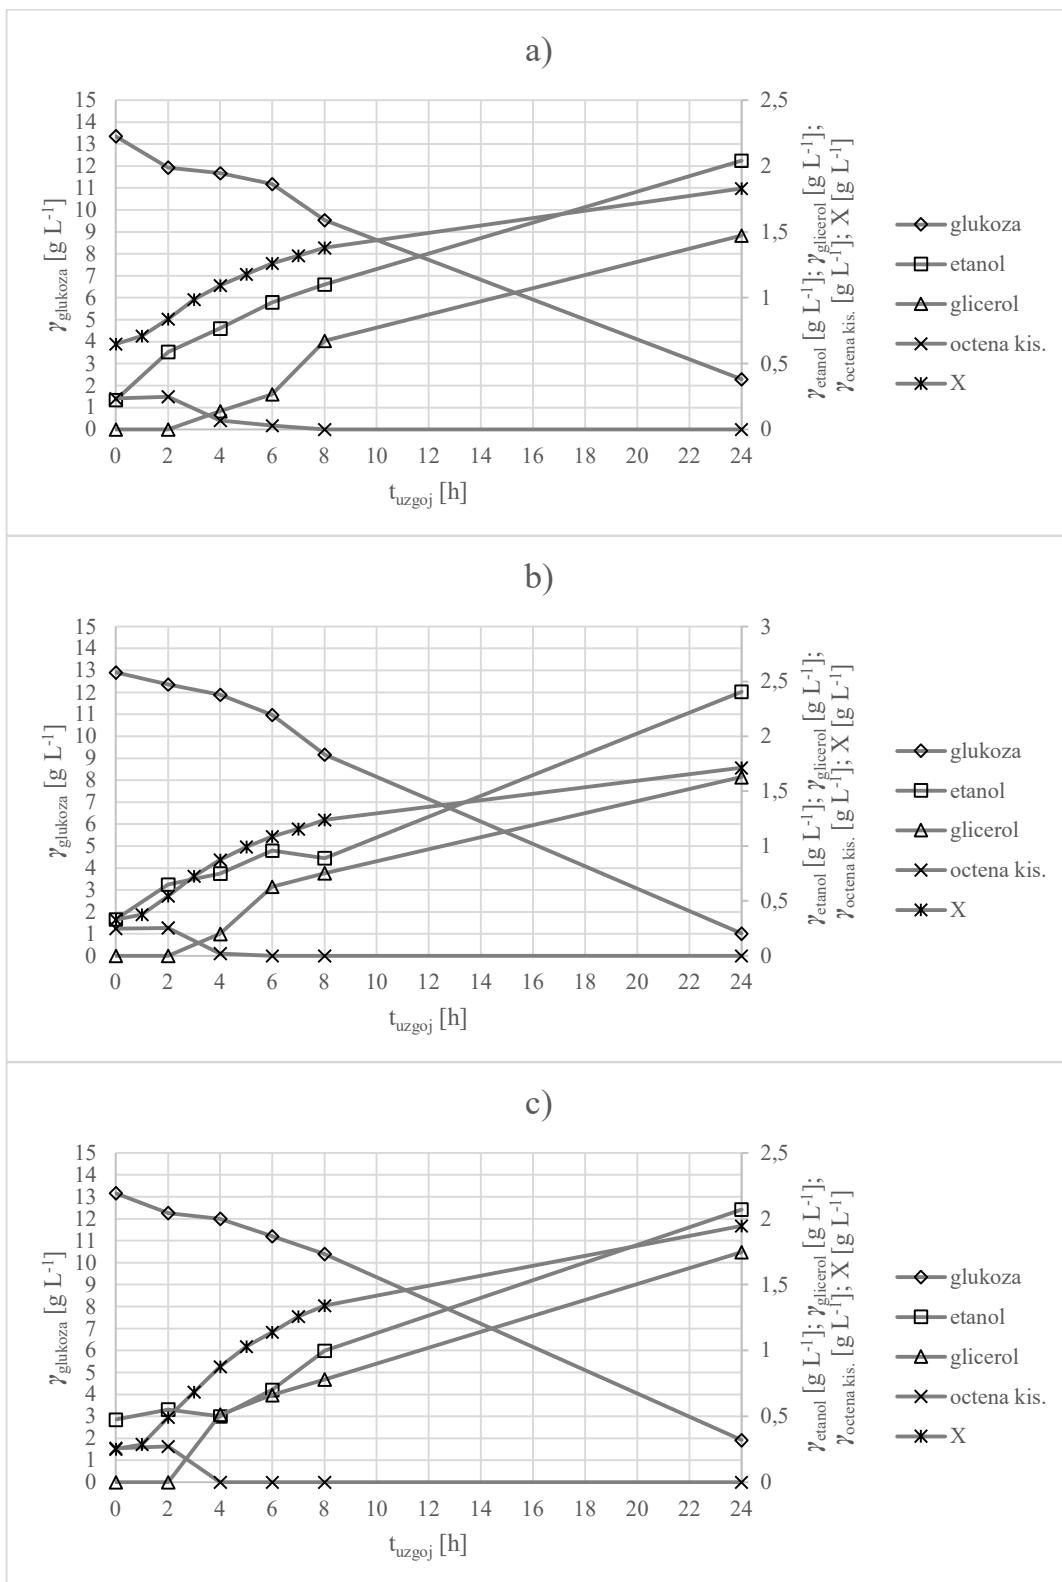 a)
15
14
13
12
11
10
9
8
7
6
5
4
3
2
1
0
γglukoza [g L-1]
2,5
2
1,5
1
0,5
0
γetanol [g L-1]; γglicerol [g L-1];
γoctena kis. [g L-1]; X [g L-1]
0 2 4 6 8 10 12 14 16 18 20 22 24
tuzgoj [h]
glukoza
etanol
glicerol
octena kis.
X
b)
15
14
13
12
11
10
9
8
7
6
5
4
3
2
1
0
γglukoza [g L-1]
3
2,5
2
1,5
1
0,5
0
γetanol [g L-1]; γglicerol [g L-1];
γoctena kis. [g L-1]; X [g L-1]
0 2 4 6 8 10 12 14 16 18 20 22 24
tuzgoj [h]
glukoza
etanol
glicerol
octena kis.
X
c)
15
14
13
12
11
10
9
8
7
6
5
4
3
2
1
0
γglukoza [g L-1]
2,5
2
1,5
1
0,5
0
γetanol [g L-1]; γglicerol [g L-1];
γoctena kis. [g L-1]; X [g L-1]
0 2 4 6 8 10 12 14 16 18 20 22 24
tuzgoj [h]
glukoza
etanol
glicerol
octena kis.
X